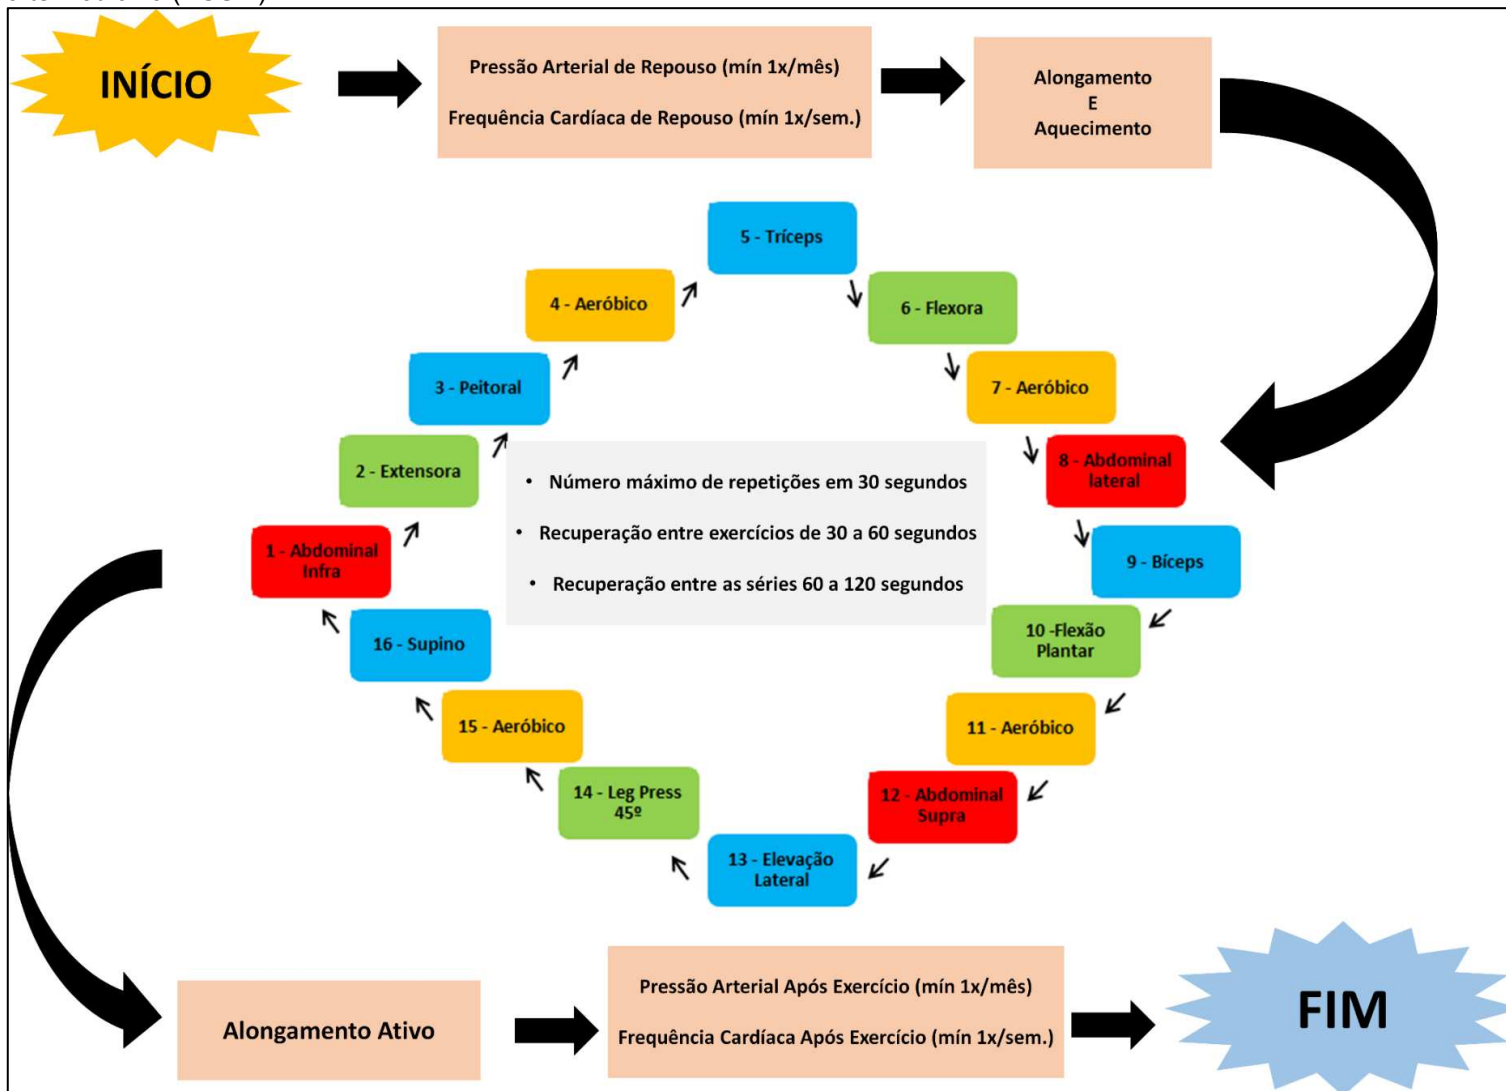 INÍCIO
Pressão Arterial de Repouso (mín 1x/mês)
Frequência Cardíaca de Repouso (mín 1x/sem.)
Alongamento
E
Aquecimento
1 - Abdominal
Infra
2 - Extensora
3 - Peitoral
4 - Aeróbico
5 - Tríceps
6 - Flexora
7 - Aeróbico
8 - Abdominal
lateral
9 - Bíceps
10 -Flexão
Plantar
11 - Aeróbico
12 - Abdominal
Supra
13 - Elevação
Lateral
14 - Leg Press
45º
15 - Aeróbico
16 - Supino
• Número máximo de repetições em 30 segundos
• Recuperação entre exercícios de 30 a 60 segundos
• Recuperação entre as séries 60 a 120 segundos
Alongamento Ativo
Pressão Arterial Após Exercício (mín 1x/mês)
Frequência Cardíaca Após Exercício (mín 1x/sem.)
FIM